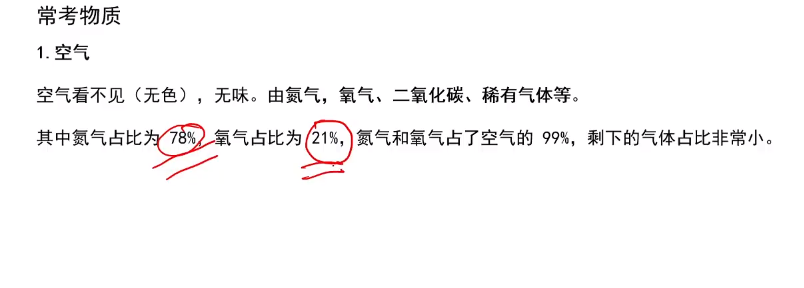 常考物质
1. 空气
空气看不见（无色），无味。由氮气，氧气、二氧化碳、稀有气体等。
其中氮气占比为 78%，氧气占比为 21%，氮气和氧气占了空气的 99%，剩下的气体占比非常小。